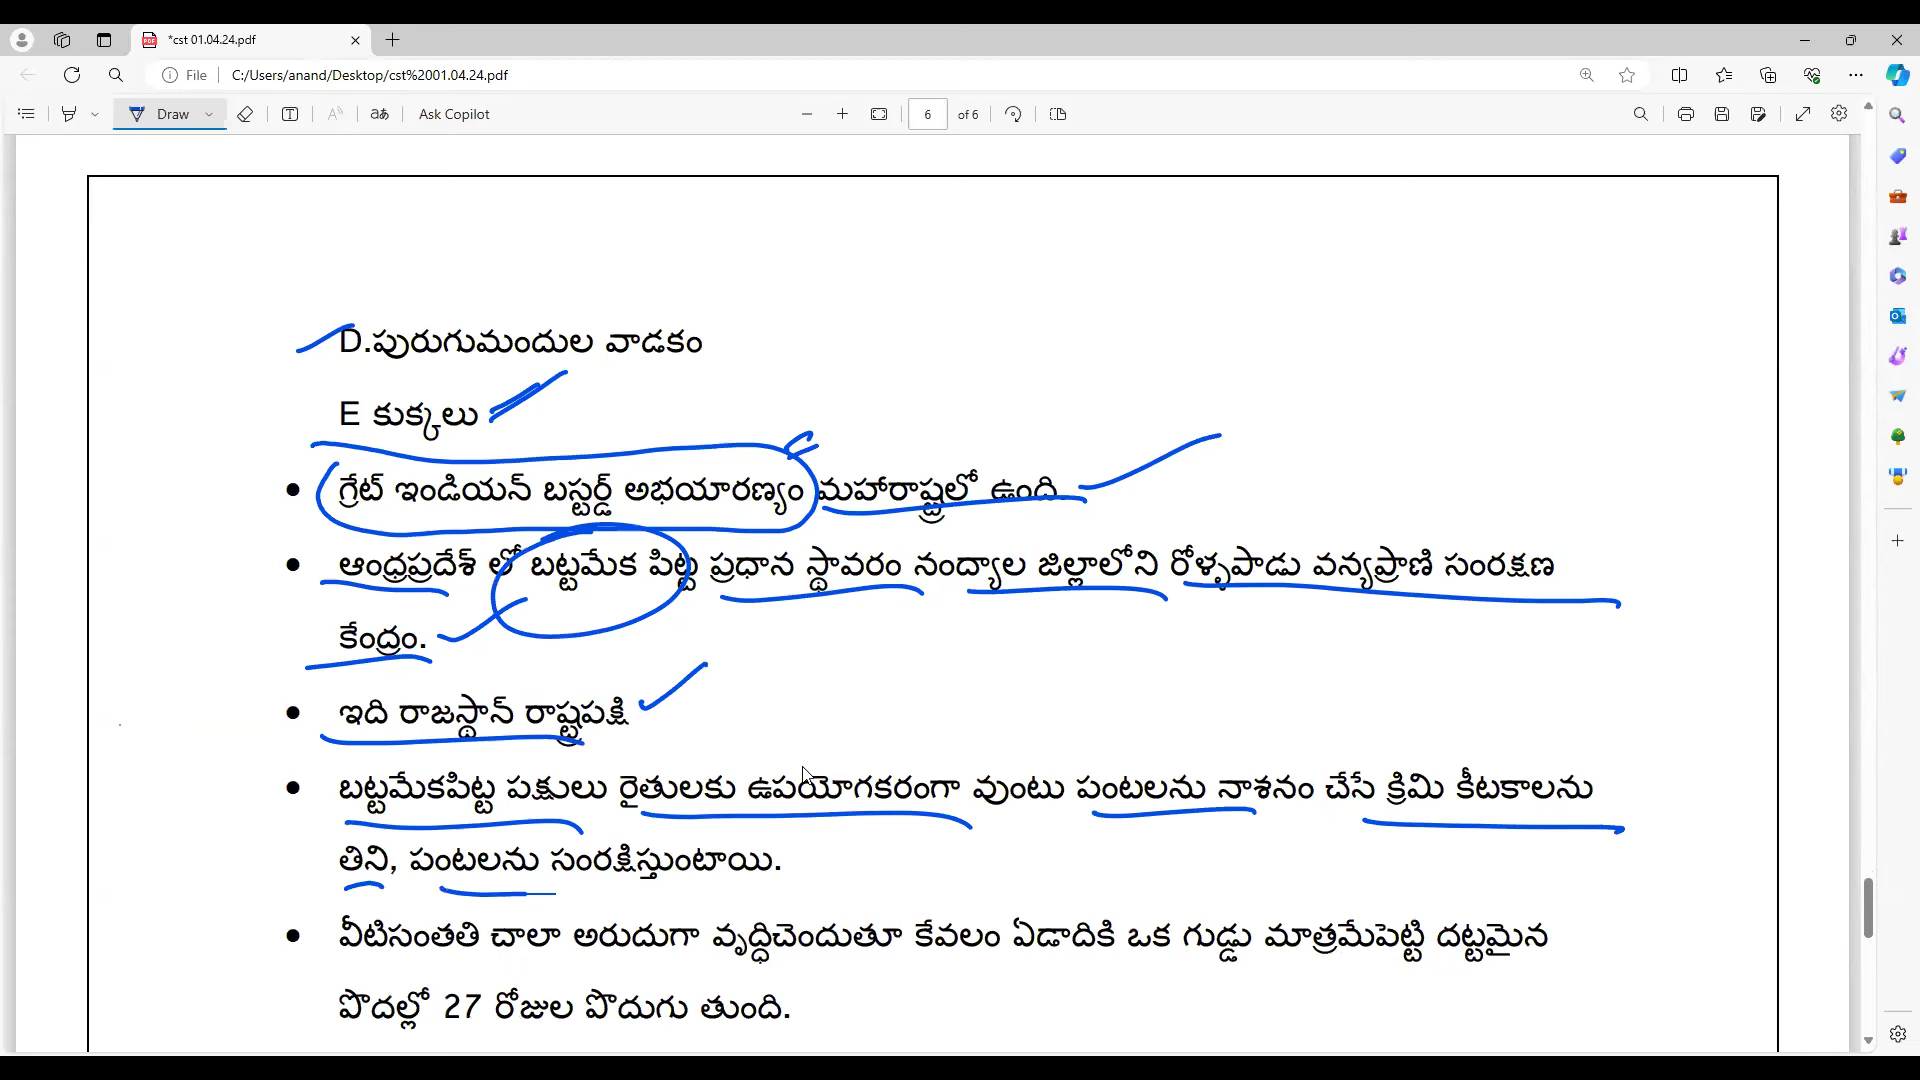 *cst 01.04.24.pdf
File C:/Users/anand/Desktop/cst%2001.04.24.pdf
Draw Ask Copilot 6 of 6
D.పురుగుమందుల వాడకం
E కుక్కలు
• గ్రేట్ ఇండియన్ బస్టర్డ్ అభయారణ్యం మహారాష్ట్రలో ఉంది.
• ఆంధ్రప్రదేశ్ లో బట్టమేక పిట్ట ప్రధాన స్థావరం నంద్యాల జిల్లాలోని రోళ్ళపాడు వన్యప్రాణి సంరక్షణ
కేంద్రం.
• ఇది రాజస్థాన్ రాష్ట్రపక్షి
• బట్టమేకపిట్ట పక్షులు రైతులకు ఉపయోగకరంగా వుంటు పంటలను నాశనం చేసే క్రిమి కీటకాలను
తిని, పంటలను సంరక్షిస్తుంటాయి.
• వీటిసంతతి చాలా అరుదుగా వృద్ధిచెందుతూ కేవలం ఏడాదికి ఒక గుడ్డు మాత్రమేపెట్టి దట్టమైన
పొదల్లో 27 రోజుల పొదుగు తుంది.